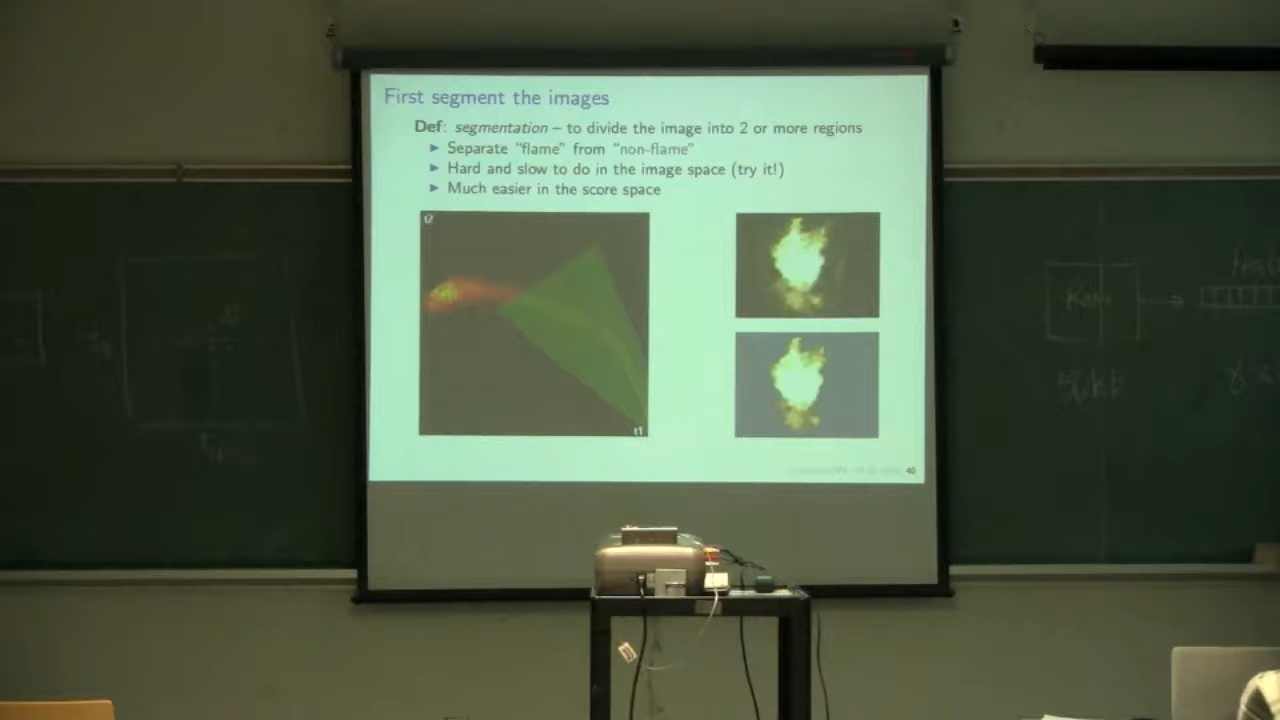 First segment the images
Def: segmentation – to divide the image into 2 or more regions
▶ Separate “flame” from “non-flame”
▶ Hard and slow to do in the image space (try it!)
▶ Much easier in the score space
t2
t1
40